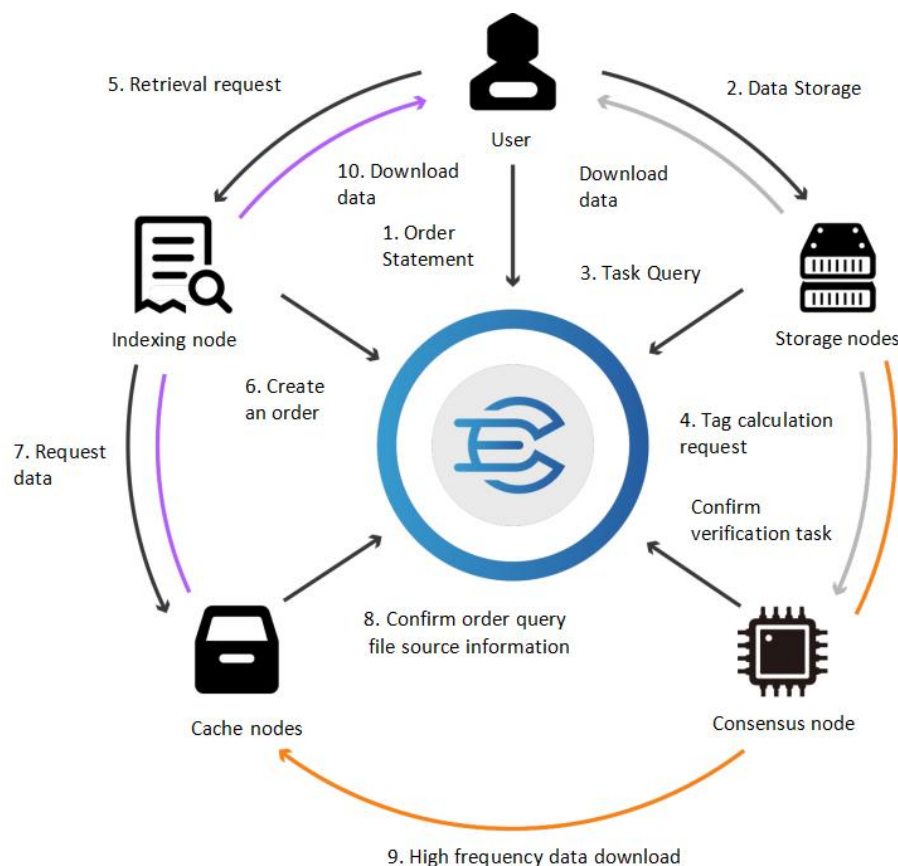 5. Retrieval request
2. Data Storage
User
10. Download
data
Download
data
1. Order
Statement
3. Task Query
Indexing node
Storage nodes
6. Create
an order
4. Tag calculation
request
7. Request
data
Confirm
verification task
8. Confirm order query
file source information
Cache nodes
Consensus node
9. High frequency data download